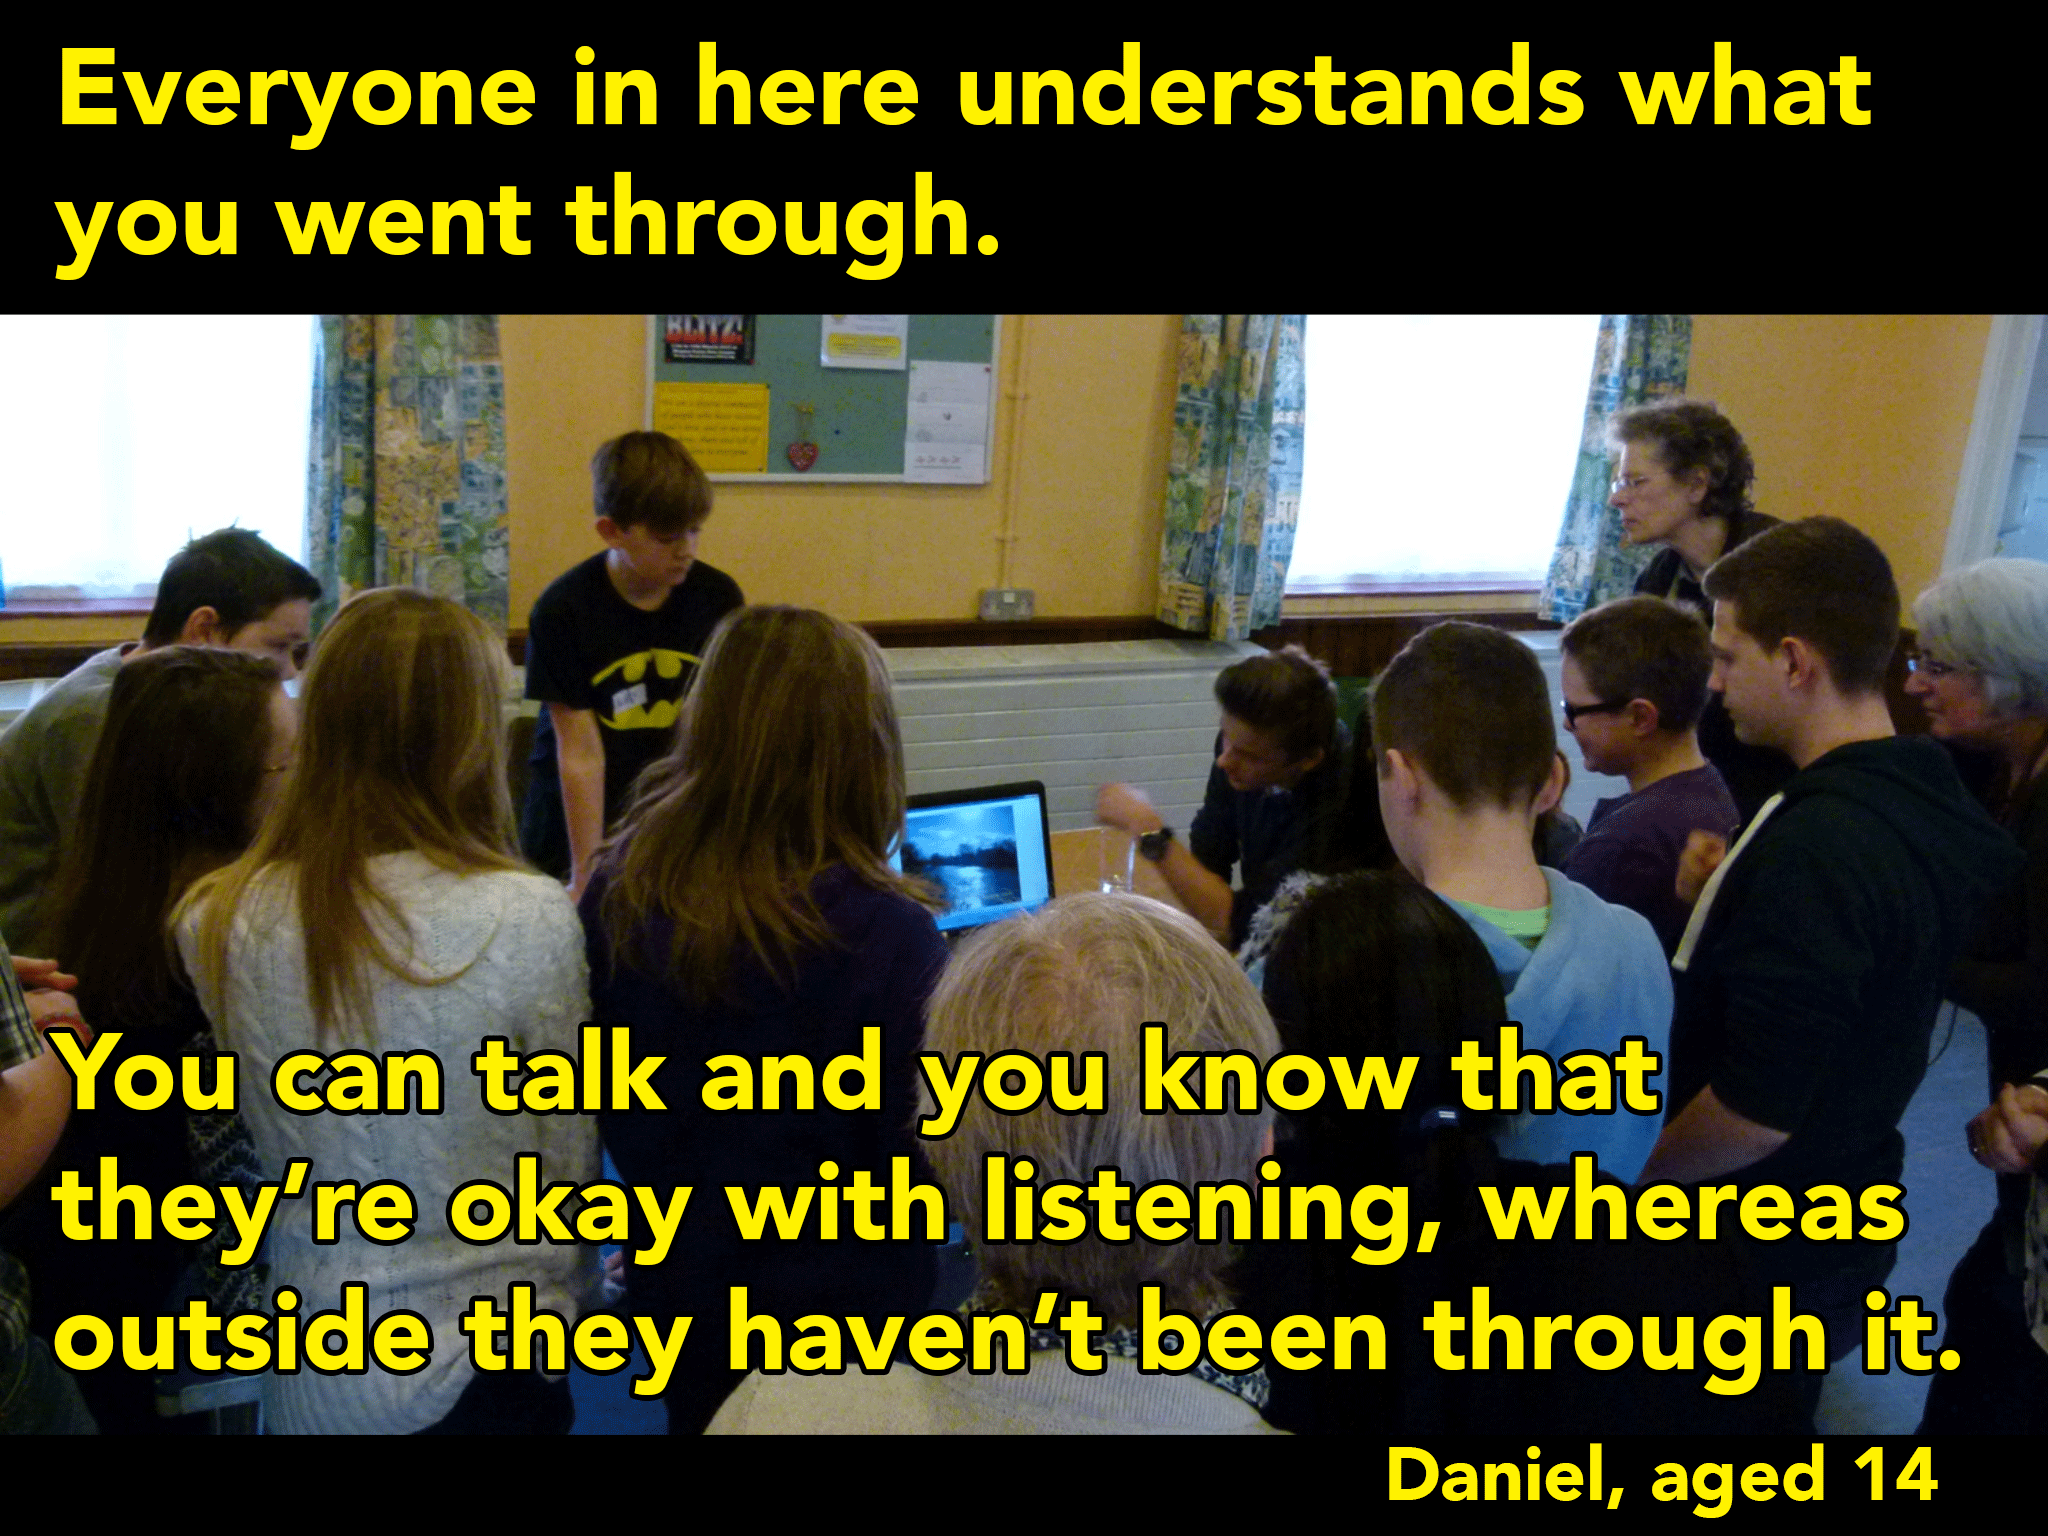 Everyone in here understands what
you went through.
BLITZ!
You can talk and you know that
they’re okay with listening, whereas
outside they haven’t been through it.
Daniel, aged 14